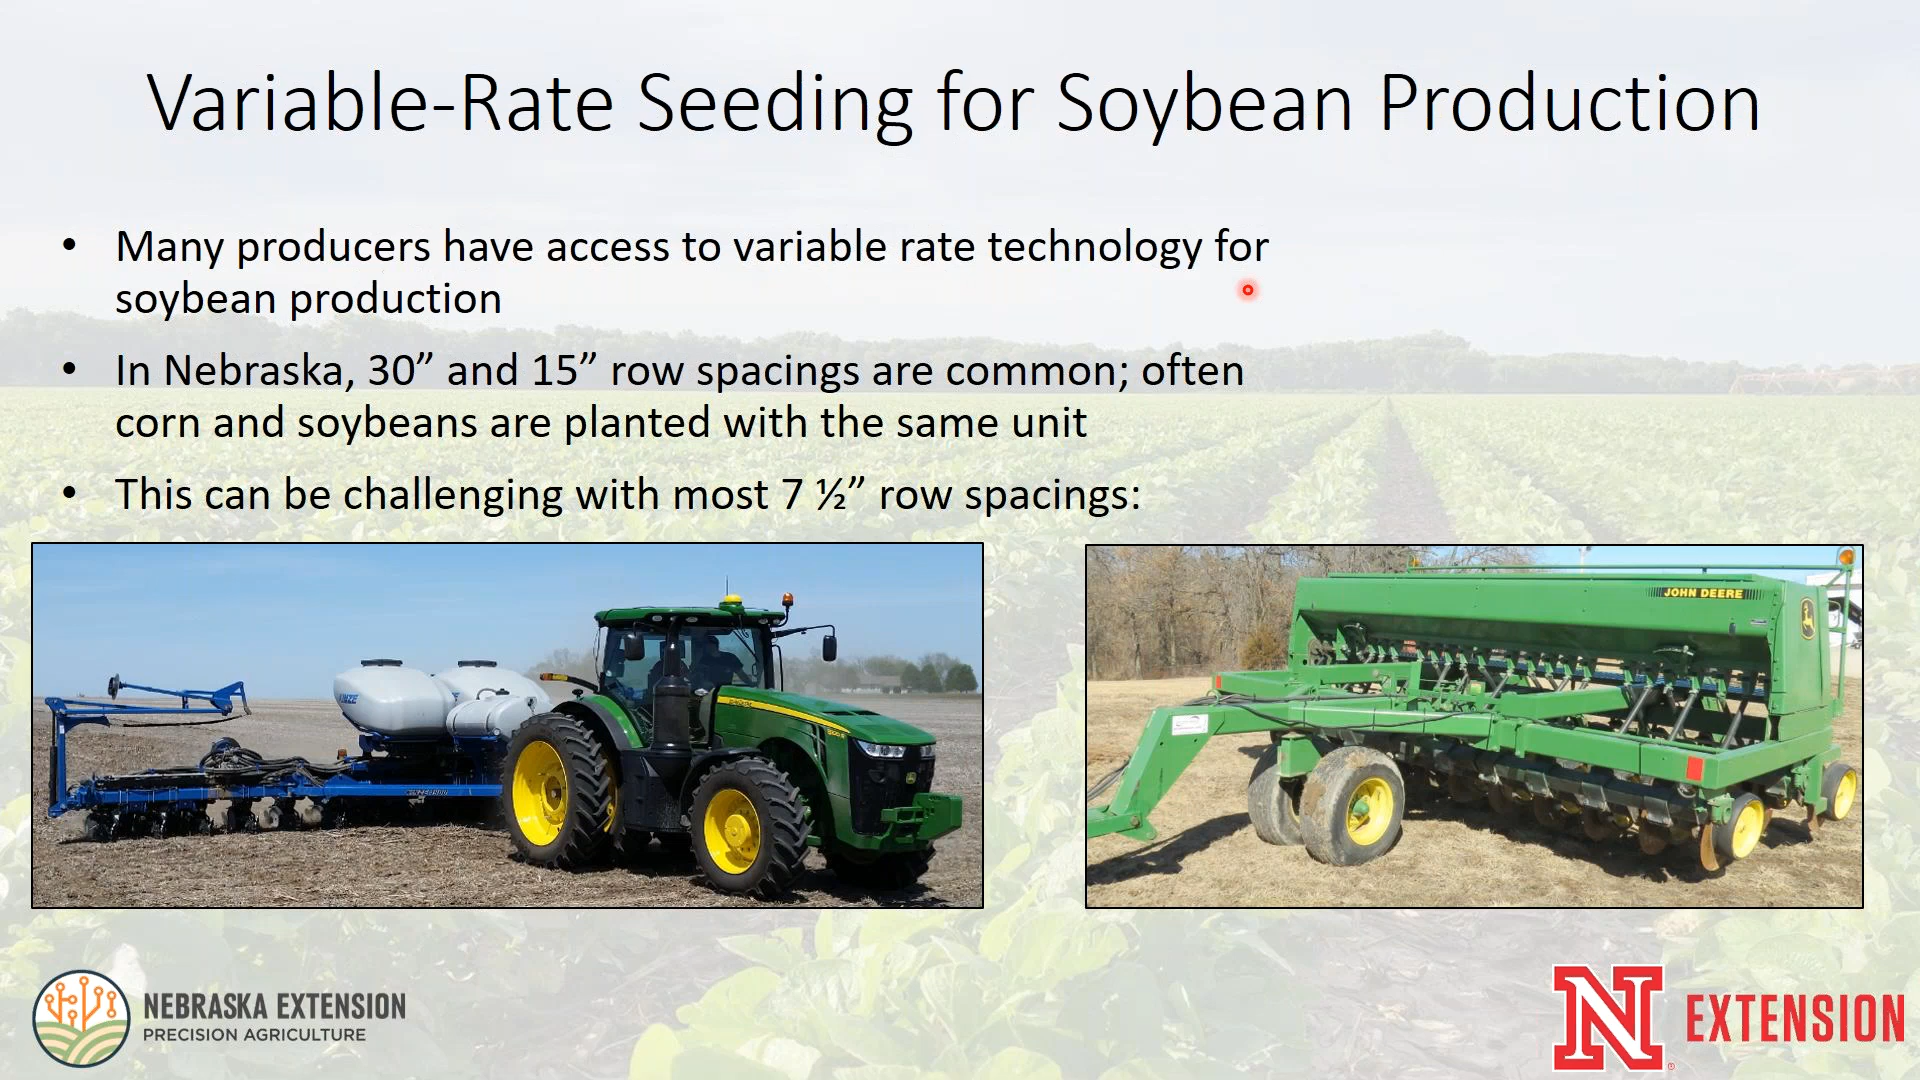 Variable-Rate Seeding for Soybean Production
• Many producers have access to variable rate technology for
soybean production
• In Nebraska, 30” and 15” row spacings are common; often
corn and soybeans are planted with the same unit
• This can be challenging with most 7 ½” row spacings:
KINZE
JOHN DEERE
NEBRASKA EXTENSION
PRECISION AGRICULTURE
N
EXTENSION